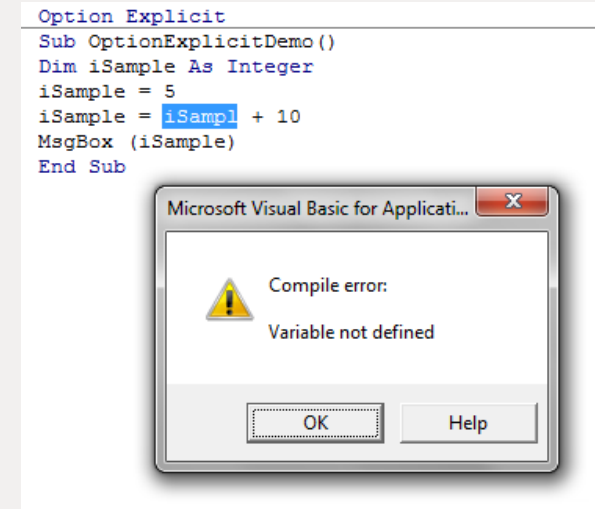 Option Explicit
Sub OptionExplicitDemo()
Dim iSample As Integer
iSample = 5
iSample = iSampl + 10
MsgBox (iSample)
End Sub
Microsoft Visual Basic for Applicati...
Compile error:
Variable not defined
OK
Help